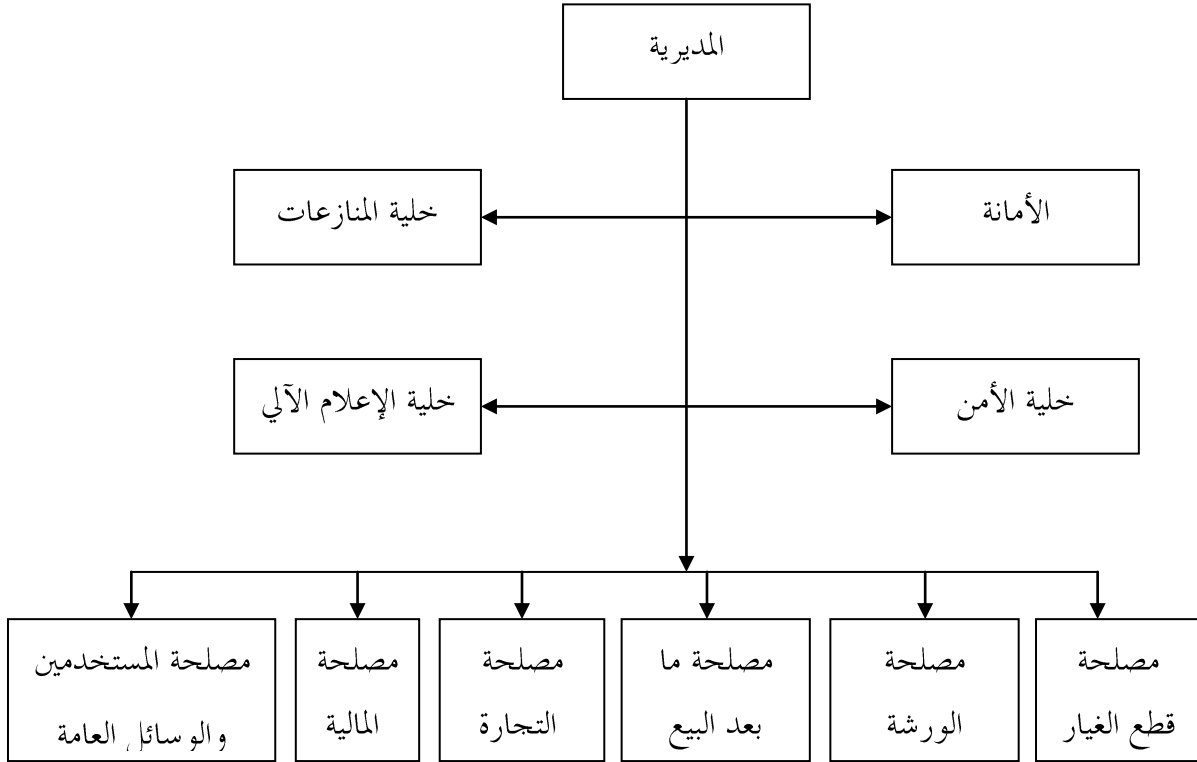 المديرية
الأمانة
خلية المنازعات
خلية الأمن
خلية الإعلام الآلي
مصلحة
قطع الغيار
مصلحة
الورشة
مصلحة ما
بعد البيع
مصلحة
التجارة
مصلحة
المالية
مصلحة المستخدمين
والوسائل العامة